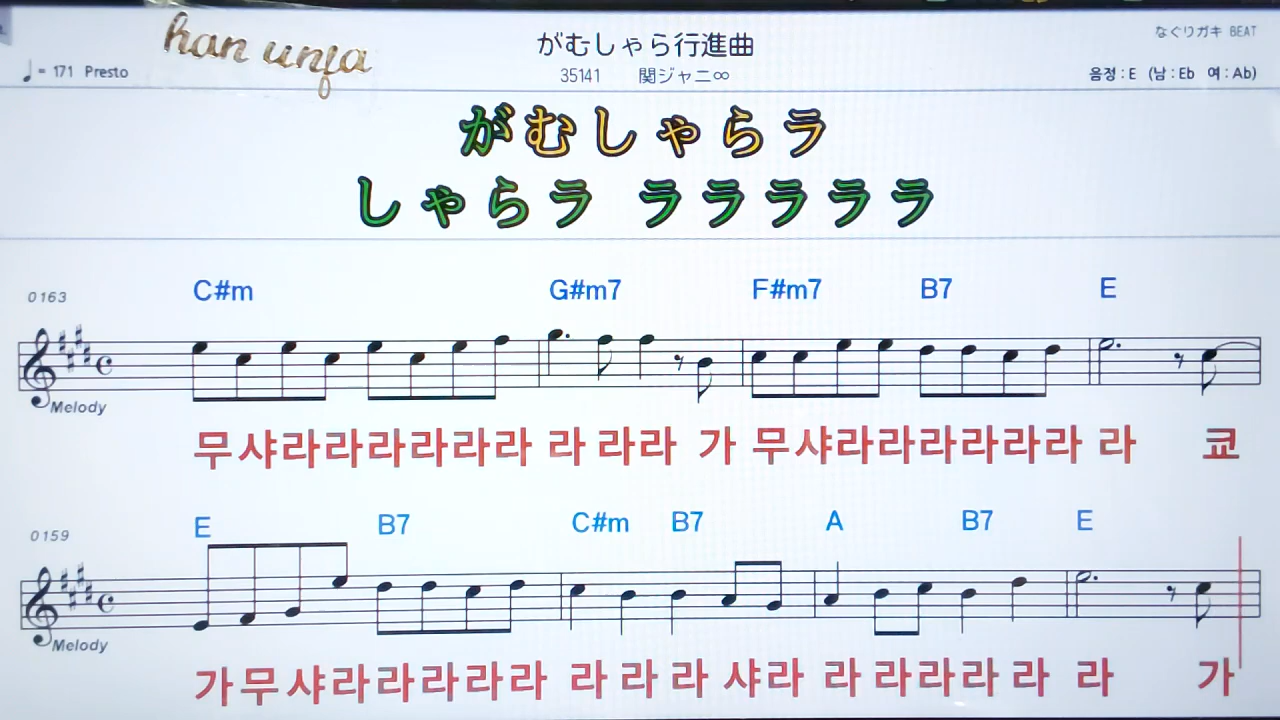 han unja
がむしゃら行進曲
なぐりガキ BEAT
♩= 171 Presto
35141 関ジャニ∞
음정 : E (남 : Eb 여 : Ab)
がむしゃらラ
しゃらラ ラララララ
0163
C#m G#m7 F#m7 B7 E
Melody
무샤라라라라라라 라 라라 가 무샤라라라라라라 라 쿄
0159
E B7 C#m B7 A B7 E
Melody
가무샤라라라라라 라 라 라 샤라 라 라라라 라 라 가